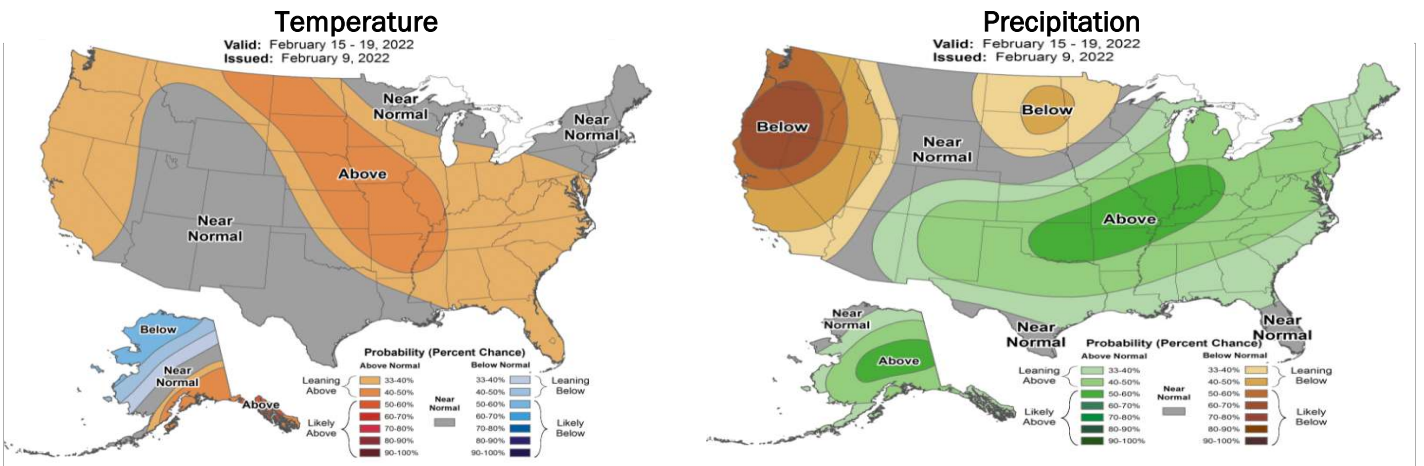 Temperature
Valid: February 15 - 19, 2022
Issued: February 9, 2022
Near
Normal
Near
Normal
Above
Near
Normal
Below
Near
Normal
Above
Probability (Percent Chance)
Above Normal
Below Normal
Leaning
Above
33-40%
40-50%
Likely
Above
50-60%
60-70%
70-80%
80-90%
90-100%
Near
Normal
33-40%
40-50%
Leaning
Below
50-60%
60-70%
70-80%
80-90%
90-100%
Likely
Below
Precipitation
Valid: February 15 - 19, 2022
Issued: February 9, 2022
Below
Below
Near
Normal
Above
Near
Normal
Near
Normal
Near
Normal
Above
Probability (Percent Chance)
Above Normal
Below Normal
Leaning
Above
33-40%
40-50%
Likely
Above
50-60%
60-70%
70-80%
80-90%
90-100%
Near
Normal
33-40%
40-50%
Leaning
Below
50-60%
60-70%
70-80%
80-90%
90-100%
Likely
Below